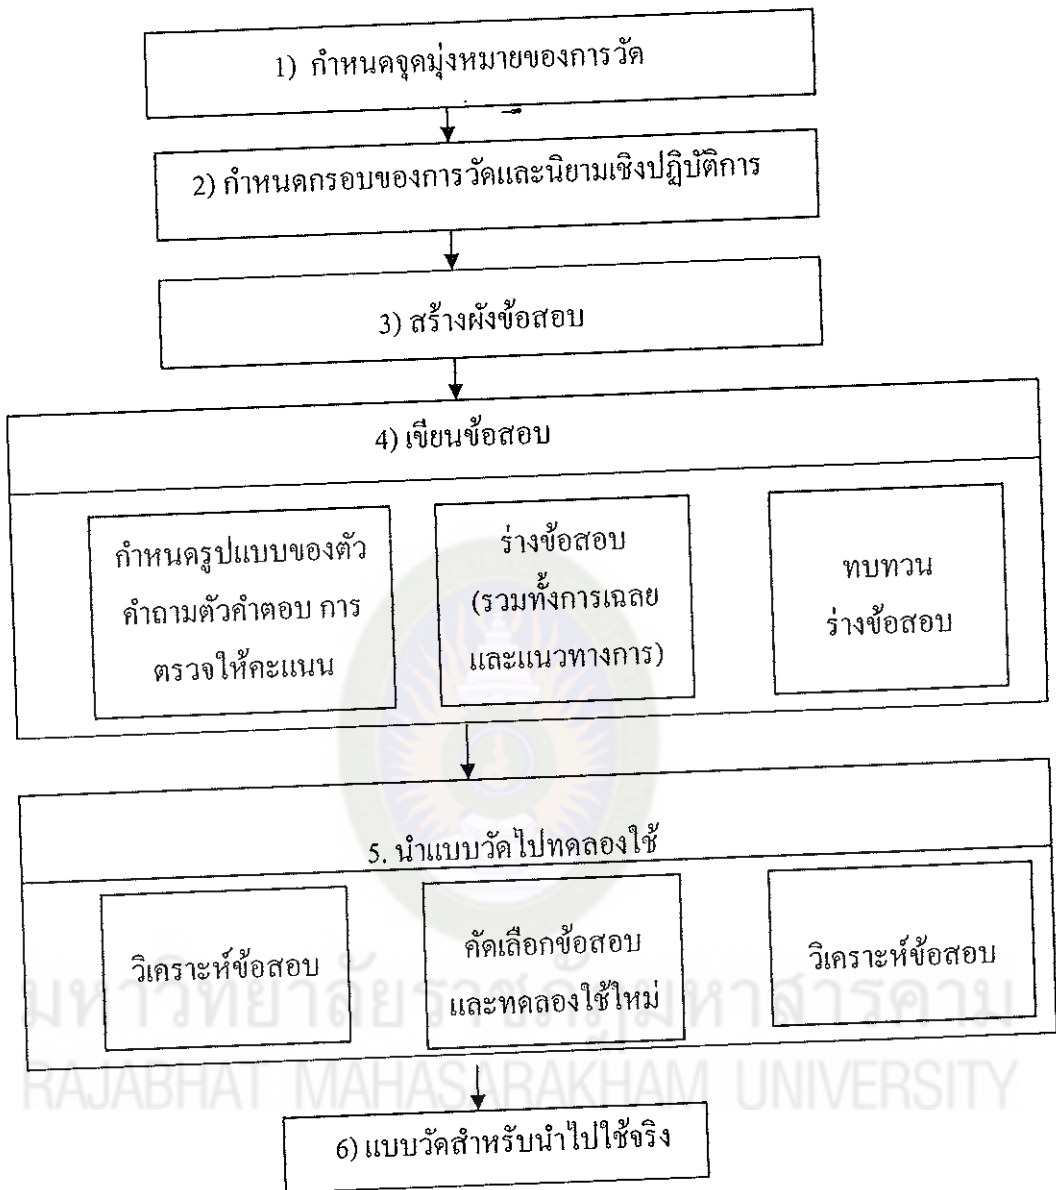 1) กำหนดจุดมุ่งหมายของการวัด
2) กำหนดกรอบของการวัดและนิยามเชิงปฏิบัติการ
3) สร้างผังข้อสอบ
4) เขียนข้อสอบ
กำหนดรูปแบบของตัว
คำถามตัวคำตอบ การ
ตรวจให้คะแนน
ร่างข้อสอบ
(รวมทั้งการเฉลย
และแนวทางการ)
ทบทวน
ร่างข้อสอบ
5. นำแบบวัดไปทดลองใช้
วิเคราะห์ข้อสอบ
คัดเลือกข้อสอบ
และทดลองใช้ใหม่
วิเคราะห์ข้อสอบ
มหาวิทยาลัยราชภัฏมหาสารคาม
RAJABHAT MAHASARAKHAM UNIVERSITY
6) แบบวัดสำหรับนำไปใช้จริง